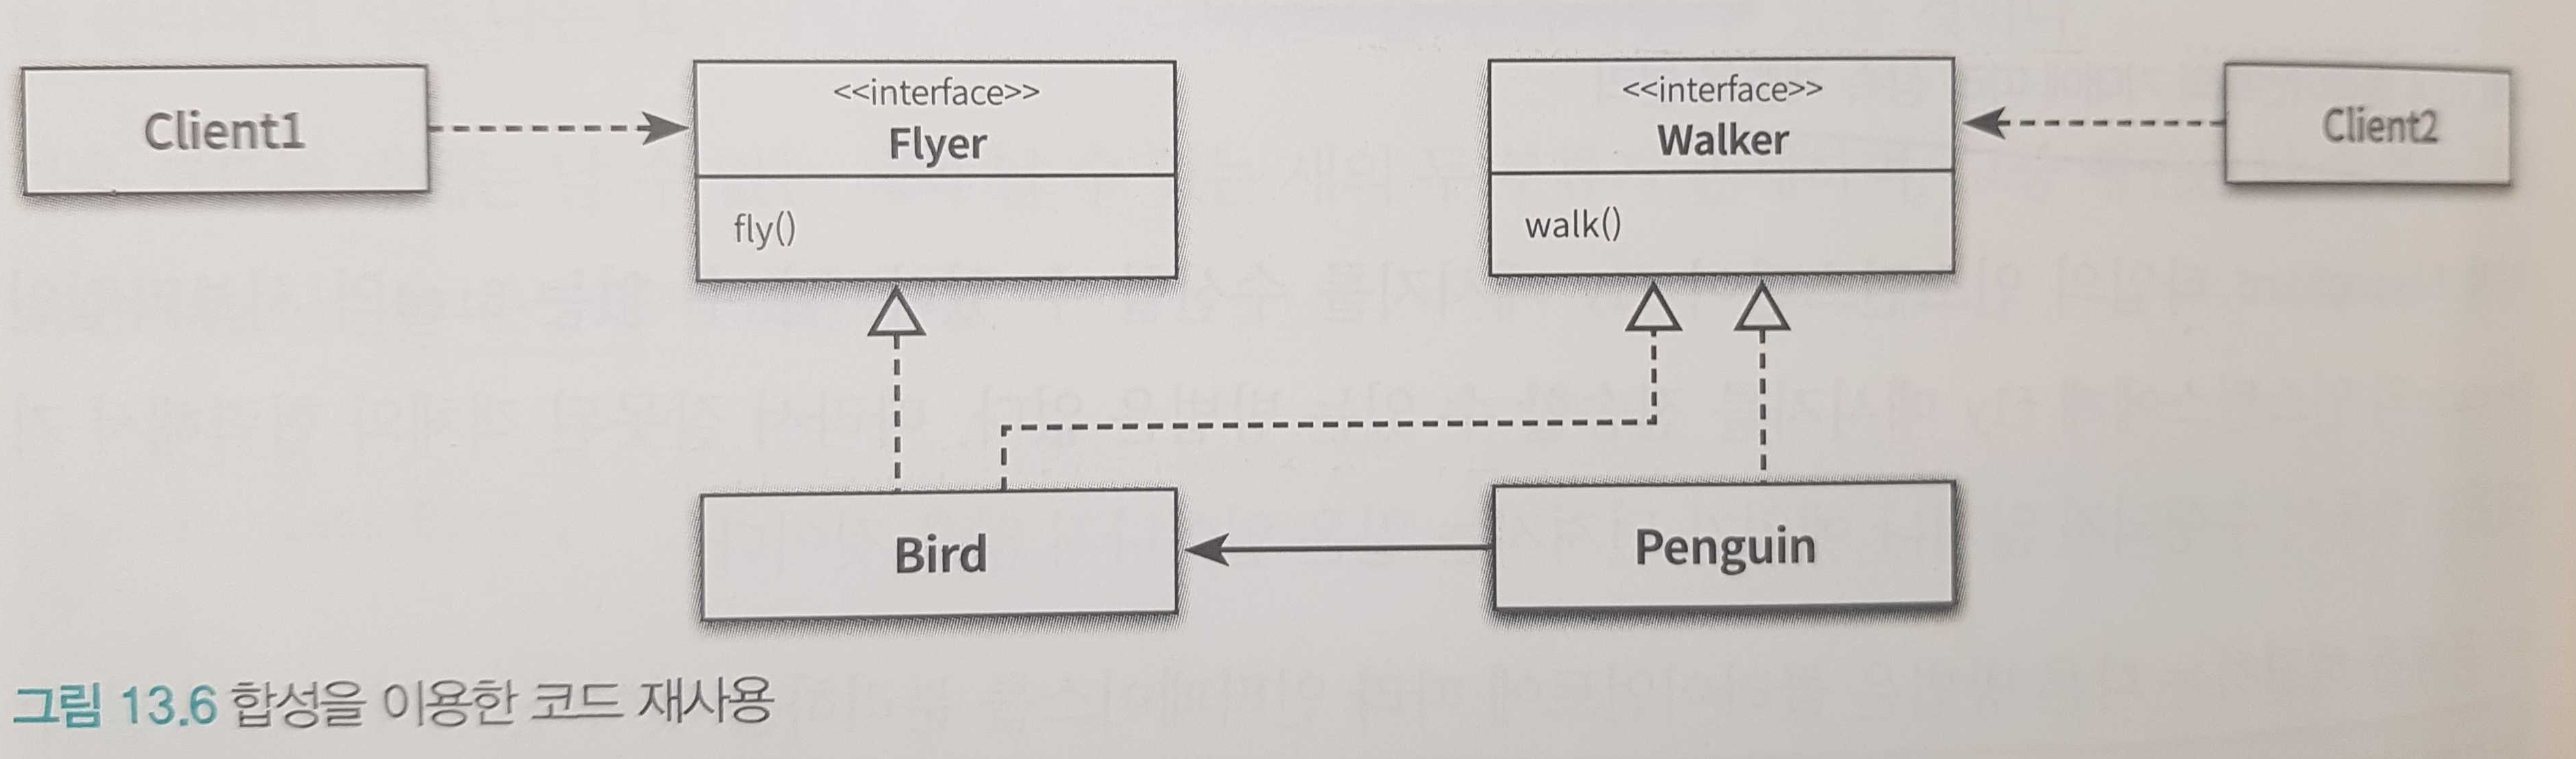 Client1
<<interface>>
Flyer
fly()
<<interface>>
Walker
walk()
Client2
Bird
Penguin
그림 13.6 합성을 이용한 코드 재사용